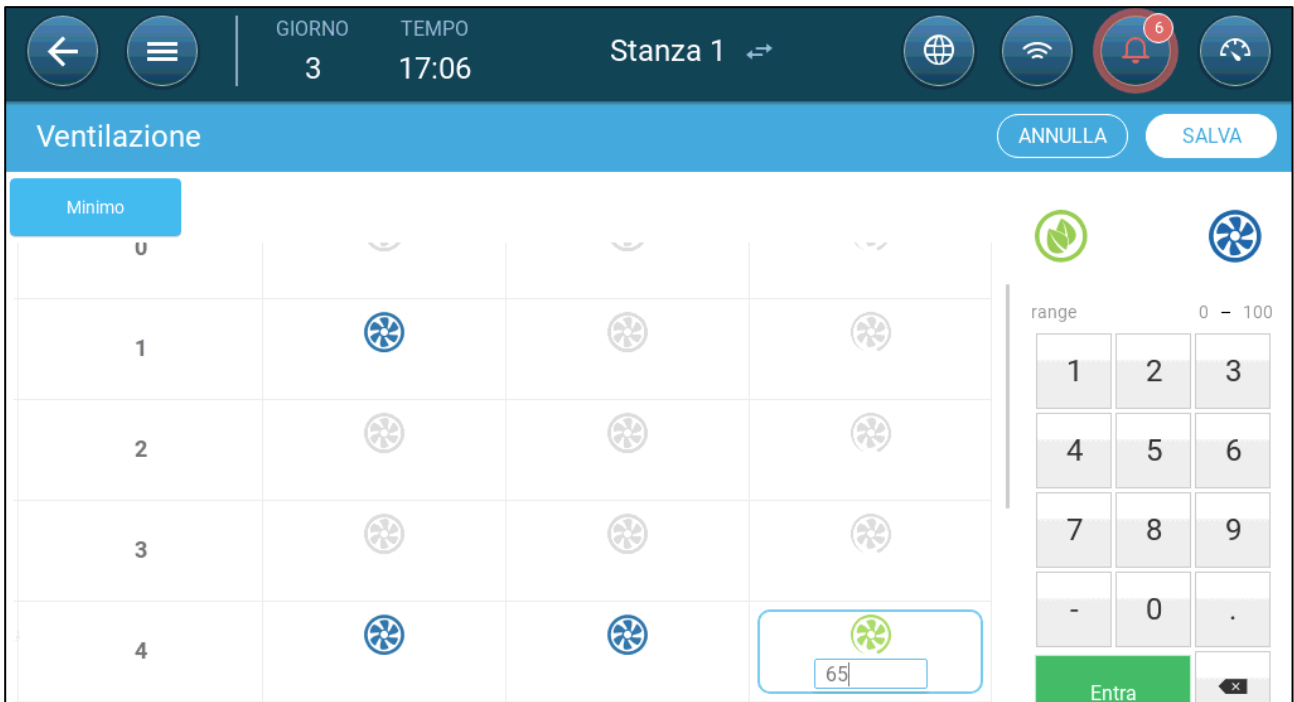 GIORNO TEMPO
3 17:06 Stanza 1 6
Ventilazione ANNULLA SALVA
Minimo
0
range 0 – 100
1
1 2 3
2
4 5 6
3
7 8 9
- 0 .
4
65
Entra